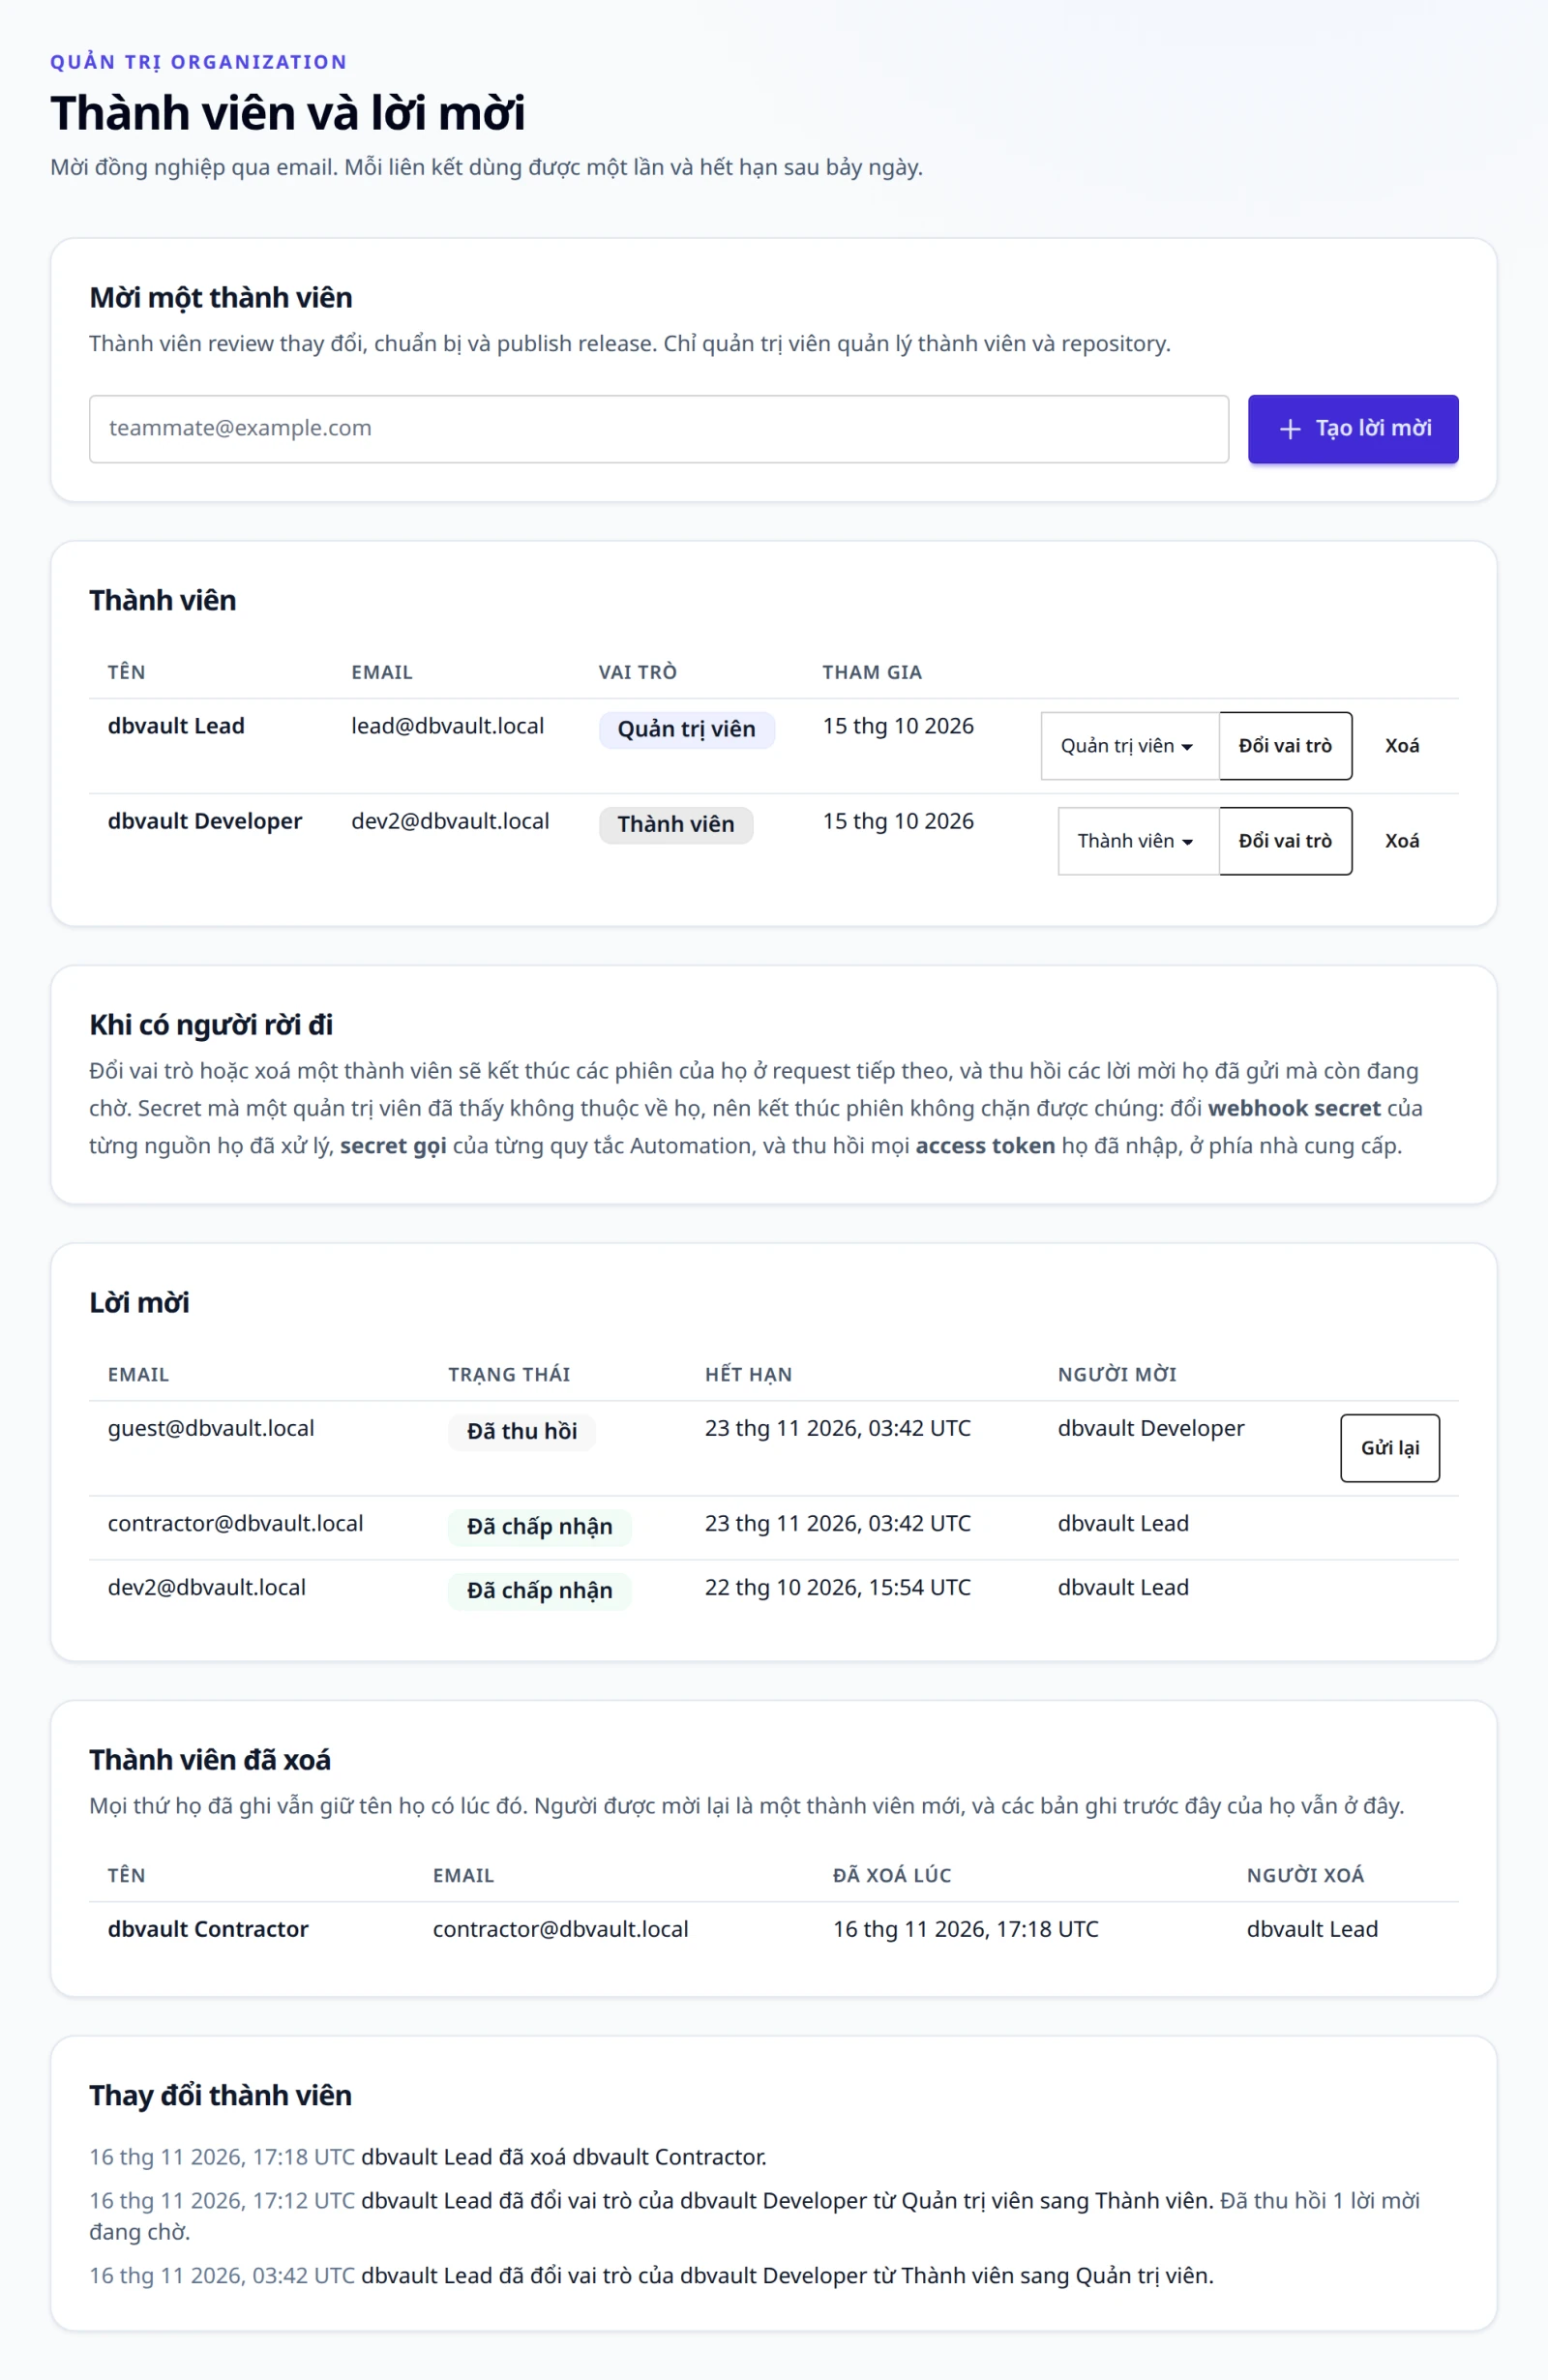 QUẢN TRỊ ORGANIZATION
Thành viên và lời mời
Mời đồng nghiệp qua email. Mỗi liên kết dùng được một lần và hết hạn sau bảy ngày.
Mời một thành viên
Thành viên review thay đổi, chuẩn bị và publish release. Chỉ quản trị viên quản lý thành viên và repository.
teammate@example.com
Tạo lời mời
Thành viên
TÊN EMAIL VAI TRÒ THAM GIA
dbvault Lead lead@dbvault.local Quản trị viên 15 thg 10 2026 Quản trị viên Đổi vai trò Xoá
dbvault Developer dev2@dbvault.local Thành viên 15 thg 10 2026 Thành viên Đổi vai trò Xoá
Khi có người rời đi
Đổi vai trò hoặc xoá một thành viên sẽ kết thúc các phiên của họ ở request tiếp theo, và thu hồi các lời mời họ đã gửi mà còn đang
chờ. Secret mà một quản trị viên đã thấy không thuộc về họ, nên kết thúc phiên không chặn được chúng: đổi webhook secret của
từng nguồn họ đã xử lý, secret gọi của từng quy tắc Automation, và thu hồi mọi access token họ đã nhập, ở phía nhà cung cấp.
Lời mời
EMAIL TRẠNG THÁI HẾT HẠN NGƯỜI MỜI
guest@dbvault.local Đã thu hồi 23 thg 11 2026, 03:42 UTC dbvault Developer Gửi lại
contractor@dbvault.local Đã chấp nhận 23 thg 11 2026, 03:42 UTC dbvault Lead
dev2@dbvault.local Đã chấp nhận 22 thg 10 2026, 15:54 UTC dbvault Lead
Thành viên đã xoá
Mọi thứ họ đã ghi vẫn giữ tên họ có lúc đó. Người được mời lại là một thành viên mới, và các bản ghi trước đây của họ vẫn ở đây.
TÊN EMAIL ĐÃ XOÁ LÚC NGƯỜI XOÁ
dbvault Contractor contractor@dbvault.local 16 thg 11 2026, 17:18 UTC dbvault Lead
Thay đổi thành viên
16 thg 11 2026, 17:18 UTC dbvault Lead đã xoá dbvault Contractor.
16 thg 11 2026, 17:12 UTC dbvault Lead đã đổi vai trò của dbvault Developer từ Quản trị viên sang Thành viên. Đã thu hồi 1 lời mời
đang chờ.
16 thg 11 2026, 03:42 UTC dbvault Lead đã đổi vai trò của dbvault Developer từ Thành viên sang Quản trị viên.